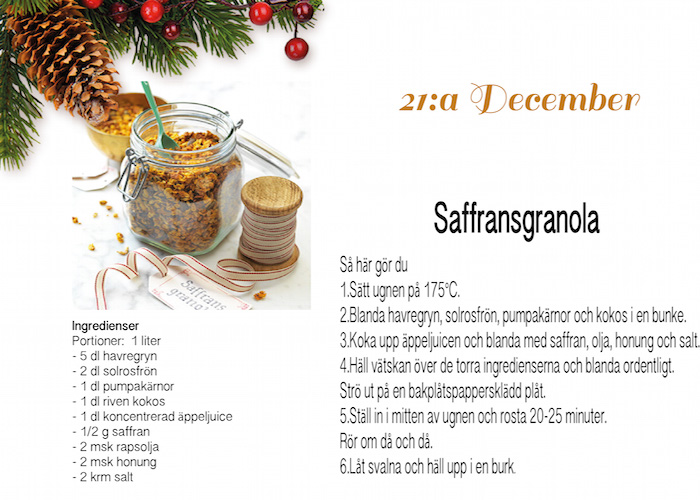 21:a December
Saffrans
granola
Ingredienser
Portioner: 1 liter
- 5 dl havregryn
- 2 dl solrosfrön
- 1 dl pumpakärnor
- 1 dl riven kokos
- 1 dl koncentrerad äppeljuice
- 1/2 g saffran
- 2 msk rapsolja
- 2 msk honung
- 2 krm salt
Saffransgranola
Så här gör du
1.Sätt ugnen på 175°C.
2.Blanda havregryn, solrosfrön, pumpakärnor och kokos i en bunke.
3.Koka upp äppeljuicen och blanda med saffran, olja, honung och salt.
4.Häll vätskan över de torra ingredienserna och blanda ordentligt.
Strö ut på en bakplåtspappersklädd plåt.
5.Ställ in i mitten av ugnen och rosta 20-25 minuter.
Rör om då och då.
6.Låt svalna och häll upp i en burk.